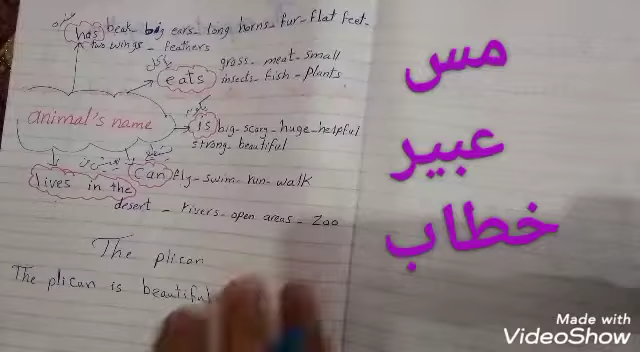 has beak - big ears - long horns - fur - flat feet -
two wings - feathers
eats grass - meat - small
insects - fish - plants
animal's name
is big - scary - huge - helpful
strong - beautiful
can fly - swim - run - walk
lives in the
desert - rivers - open areas - Zoo
The plican
The plican is beautiful
مس
عبير
خطاب
Made with
VideoShow